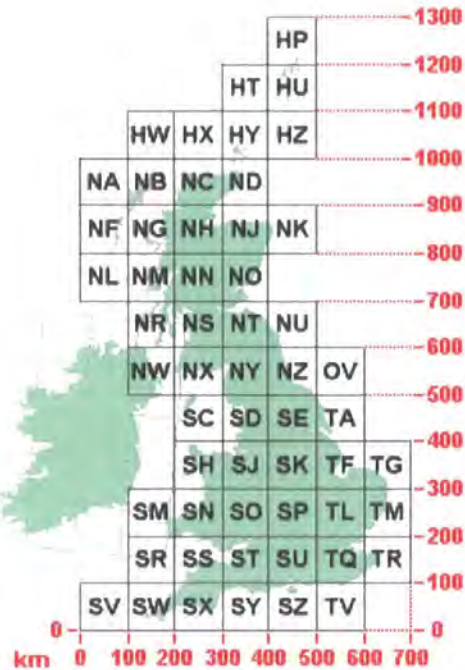 1300
HP
1200
HT HU
1100
HW HX HY HZ
1000
NA NB NC ND
900
NF NG NH NJ NK
800
NL NM NN NO
700
NR NS NT NU
600
NW NX NY NZ OV
500
SC SD SE TA
400
SH SJ SK TF TG
300
SM SN SO SP TL TM
200
SR SS ST SU TQ TR
100
SV SW SX SY SZ TV
0 0
km 0 100 200 300 400 500 600 700